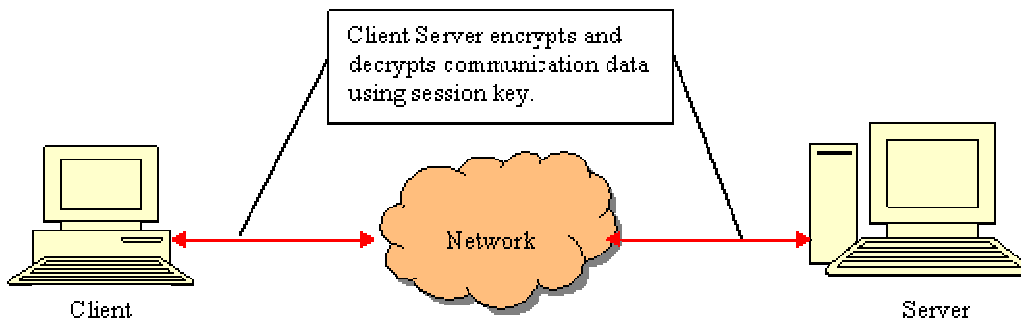 Client Server encrypts and
decrypts communication data
using session key.
Network
Client
Server